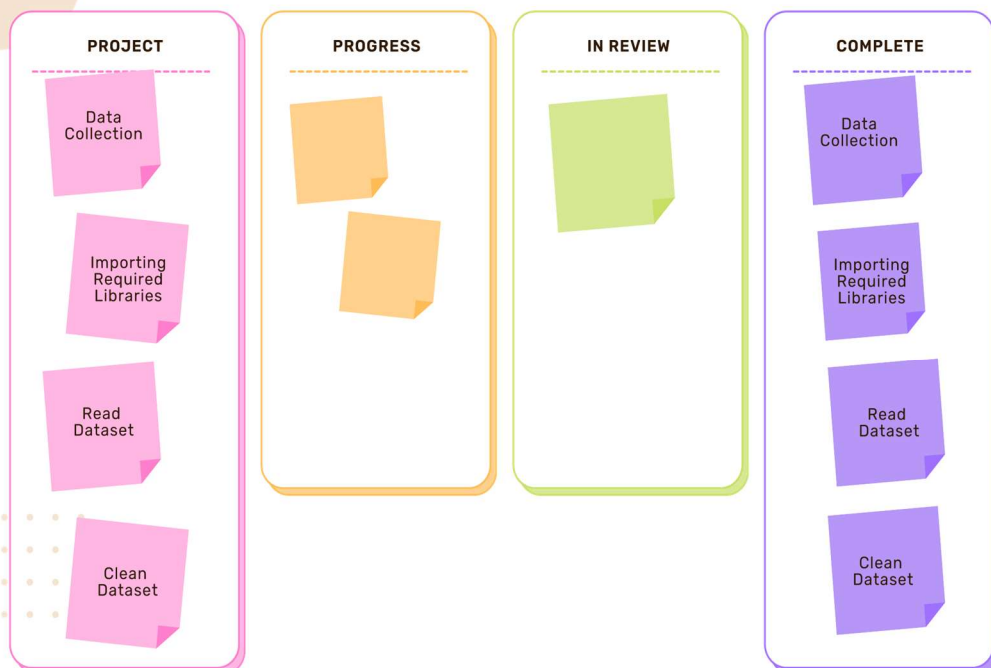 PROJECT
Data
Collection
Importing
Required
Libraries
Read
Dataset
Clean
Dataset
PROGRESS
IN REVIEW
COMPLETE
Data
Collection
Importing
Required
Libraries
Read
Dataset
Clean
Dataset